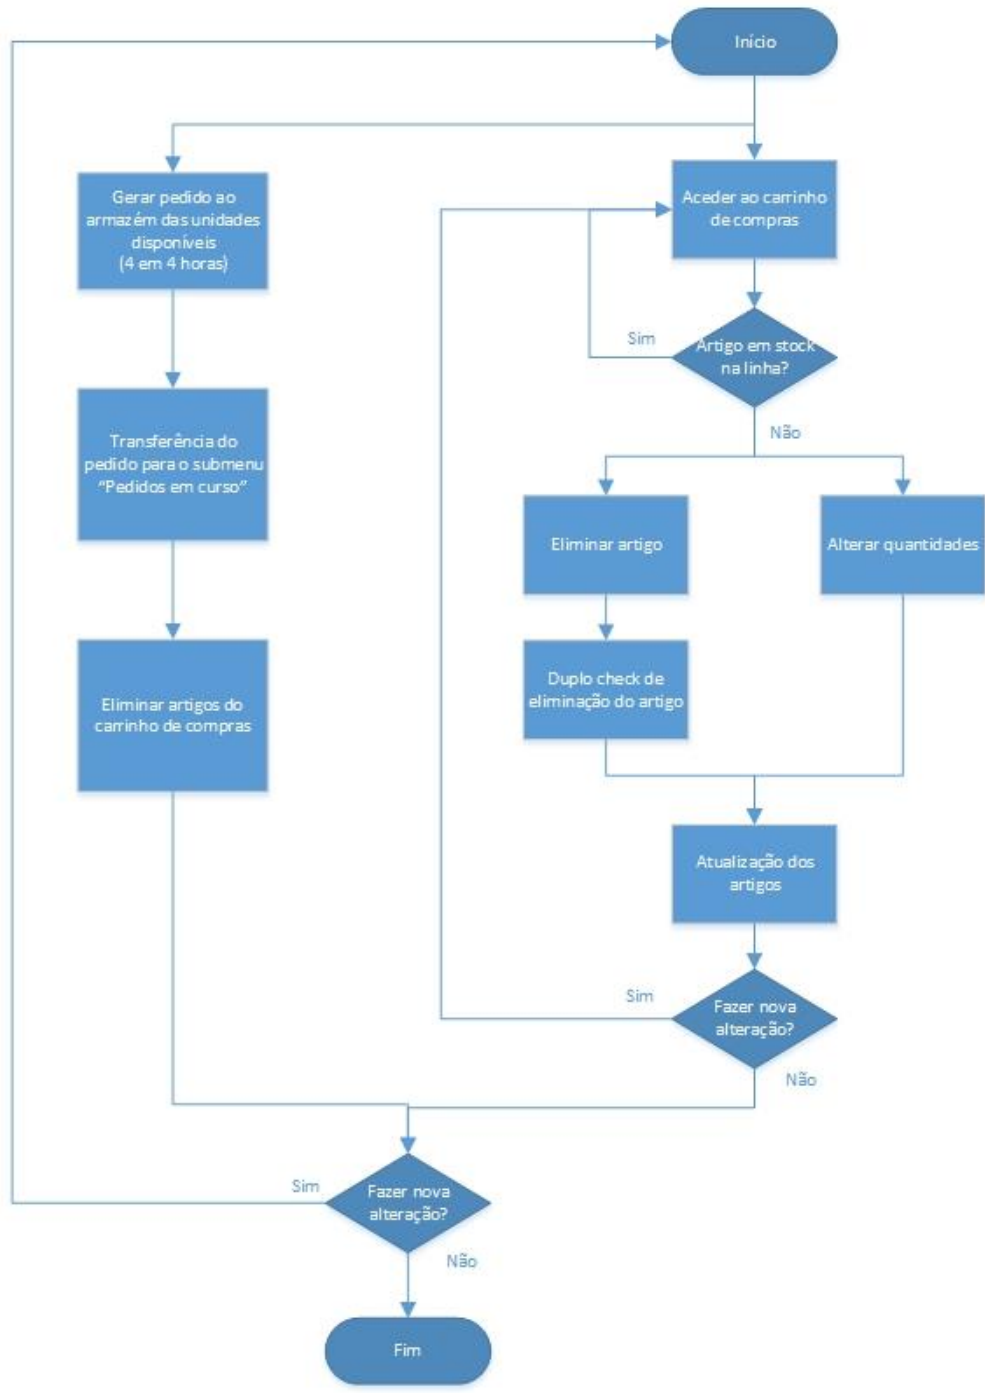 Início
Gerar pedido ao
armazém das unidades
disponíveis
(4 em 4 horas)
Aceder ao carrinho
de compras
Sim
Artigo em stock
na linha?
Não
Transferência do
pedido para o submenu
“Pedidos em curso”
Eliminar artigo
Alterar quantidades
Duplo check de
eliminação do artigo
Eliminar artigos do
carrinho de compras
Atualização dos
artigos
Sim
Fazer nova
alteração?
Não
Sim
Fazer nova
alteração?
Não
Fim